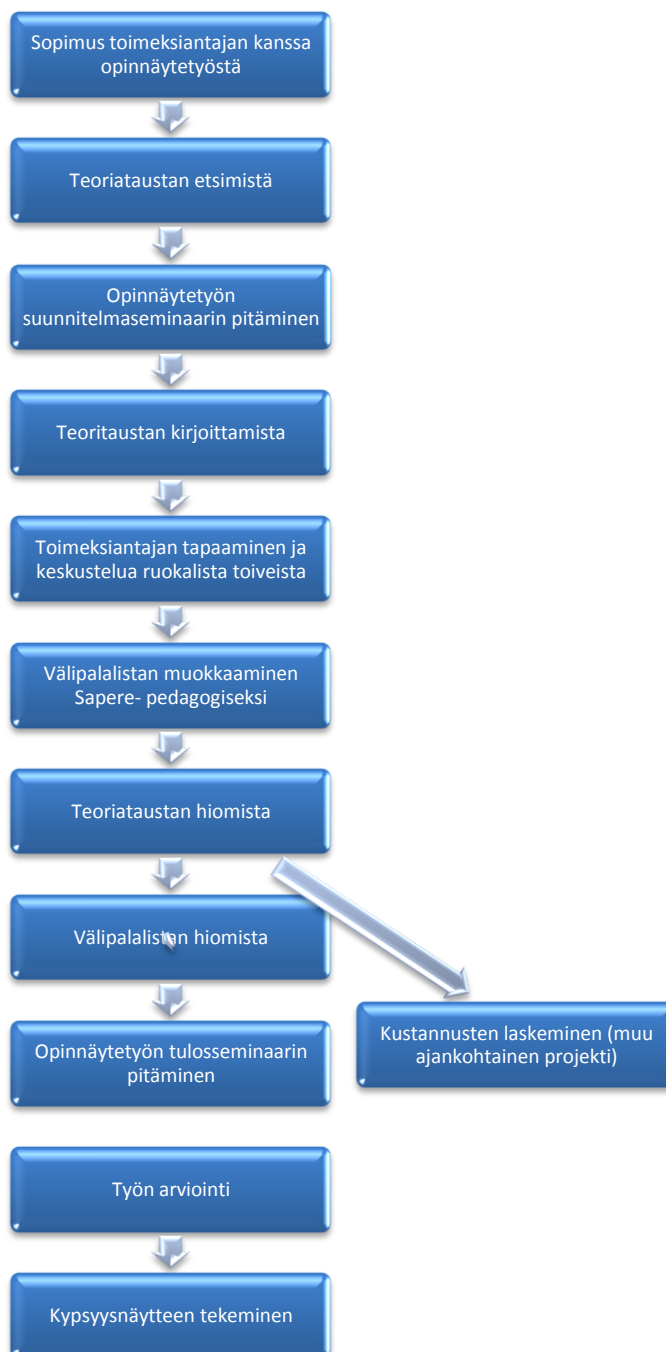 Sopimus toimeksiantajan kanssa
opinnäytetyöstä
Teoriataustan etsimistä
Opinnäytetyön
suunnitelmaseminaarin pitäminen
Teoritaustan kirjoittamista
Toimeksiantajan tapaaminen ja
keskustelua ruokalista toiveista
Välipalalistan muokkaaminen
Sapere- pedagogiseksi
Teoriataustan hiomista
Välipalalistan hiomista
Kustannusten laskeminen (muu
ajankohtainen projekti)
Opinnäytetyön tulosseminaarin
pitäminen
Työn arviointi
Kypsyysnäytteen tekeminen